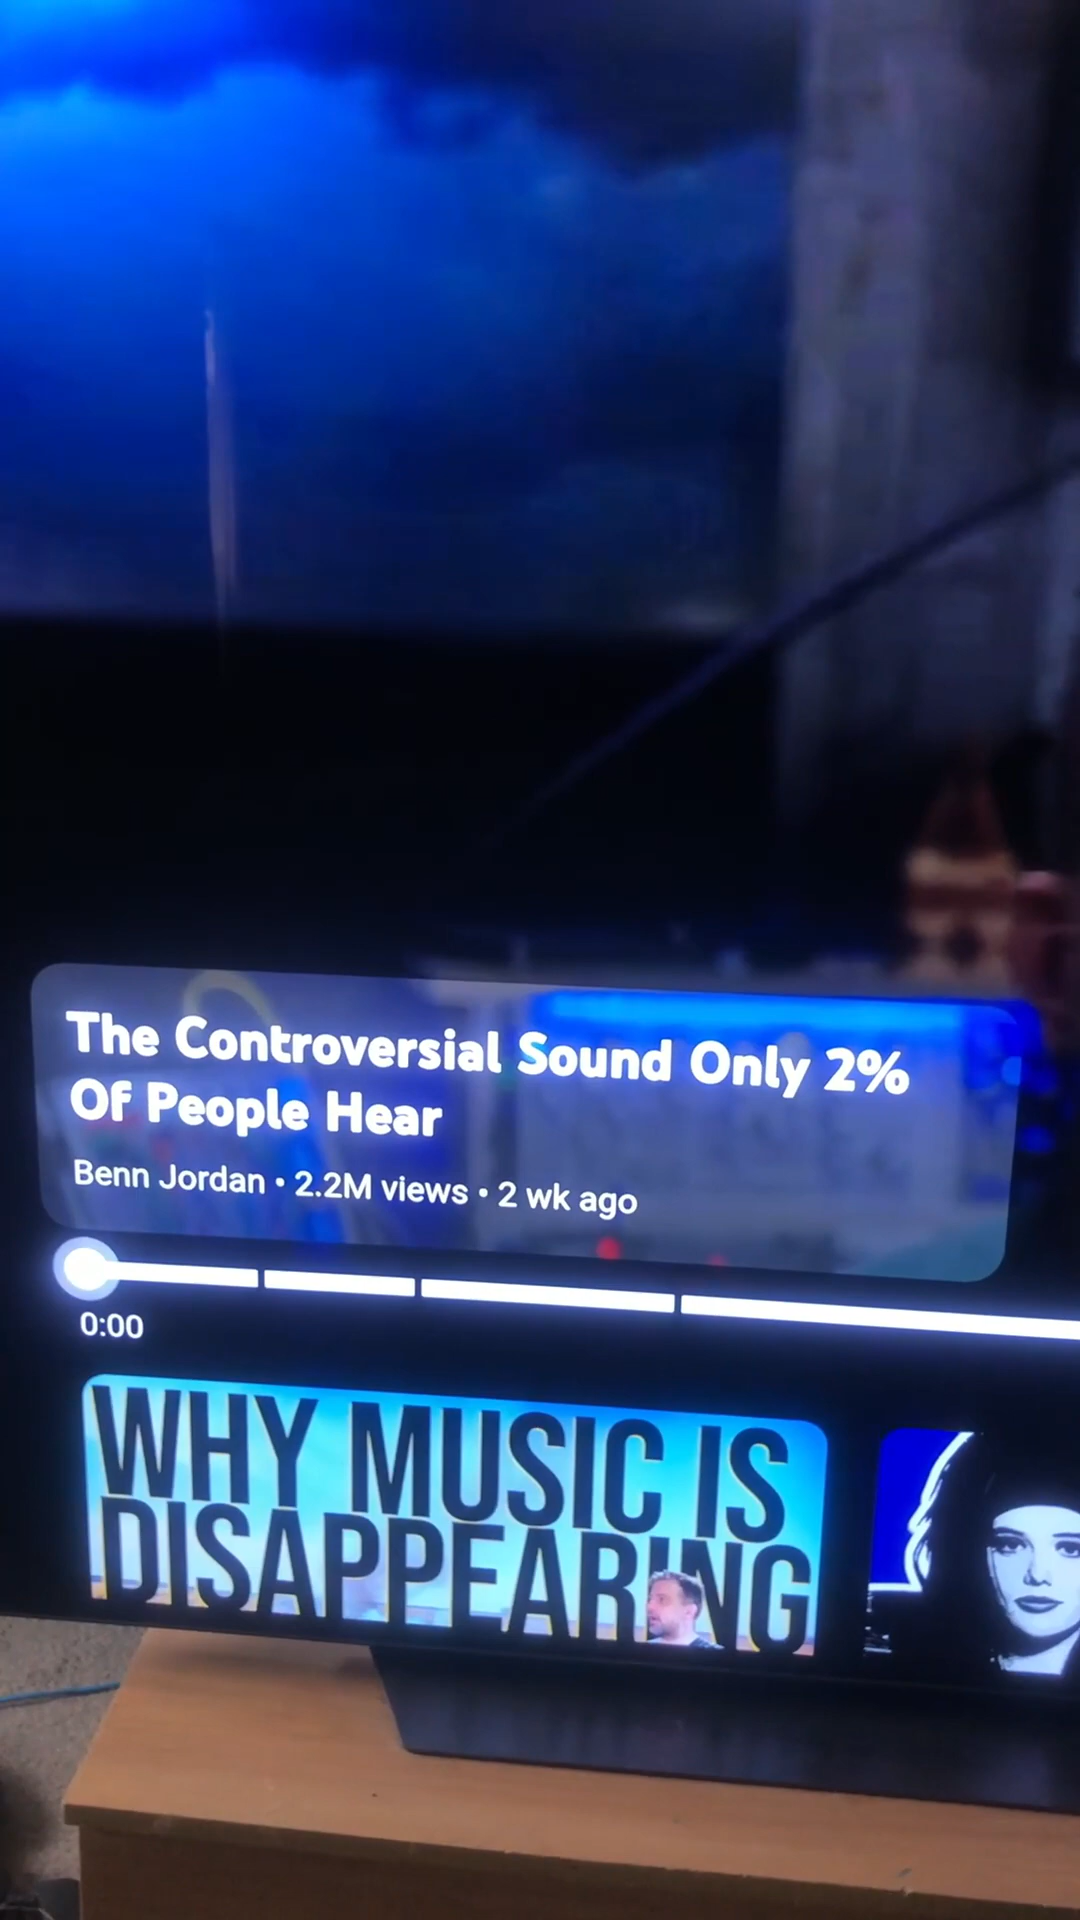 The Controversial Sound Only 2%
Of People Hear
Benn Jordan • 2.2M views • 2 wk ago
0:00
WHY MUSIC IS
DISAPPEARING